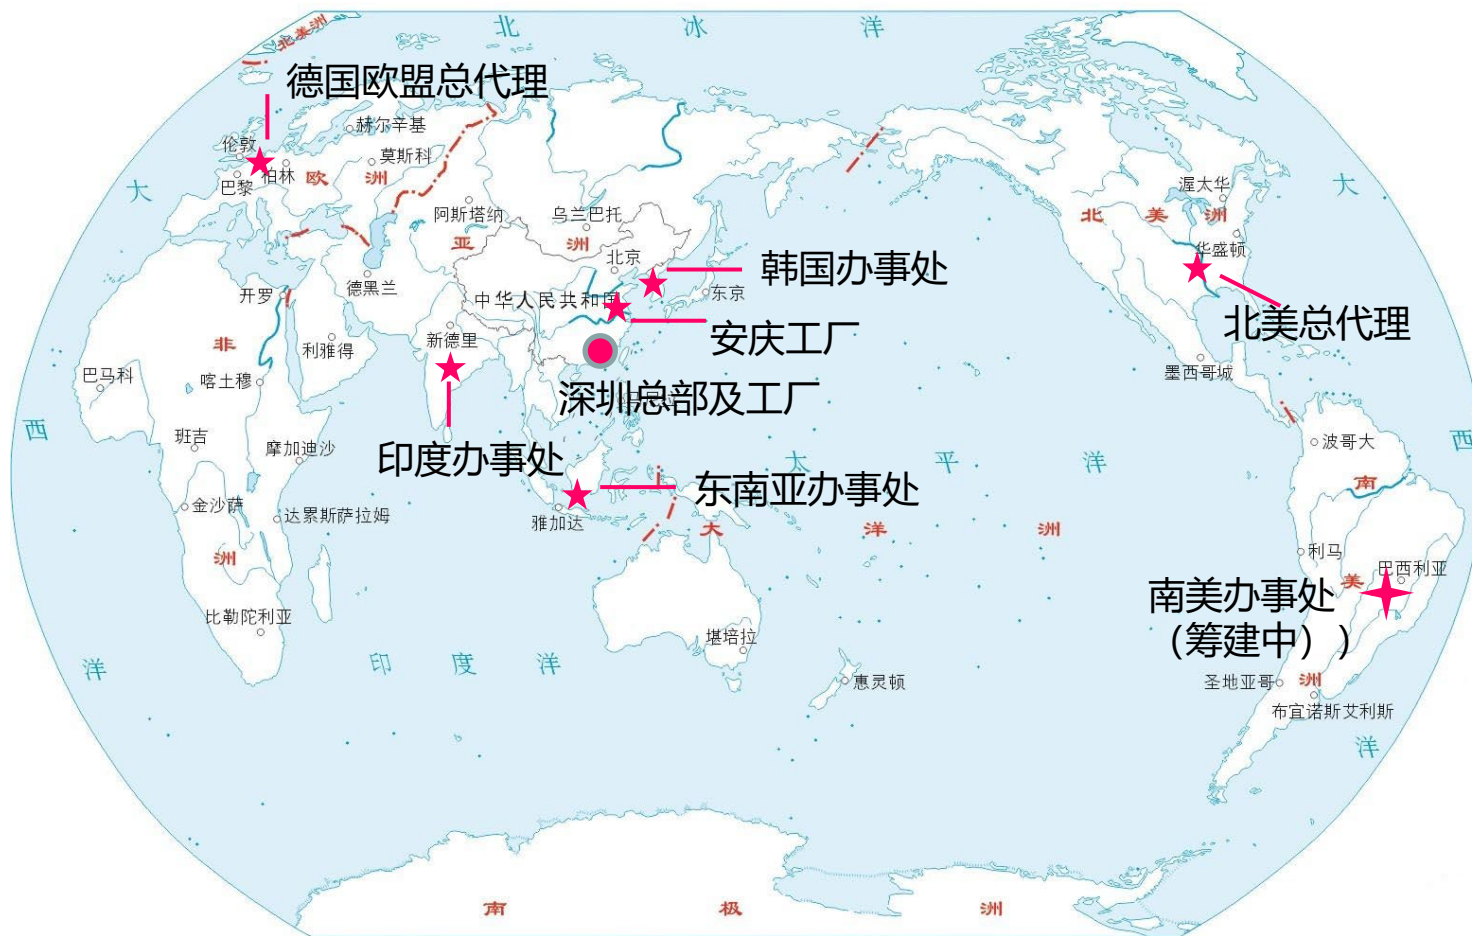 北美洲
北 冰 洋
德国欧盟总代理
赫尔辛基
伦敦
莫斯科
柏林
巴黎
欧 洲
大
大
渥太华
阿斯塔纳
乌兰巴托
北 美 洲
亚 洲
华盛顿
北京
韩国办事处
德黑兰
开罗
东京
中华人民共和国
北美总代理
安庆工厂
新德里
利雅得
非
墨西哥城
巴马科
喀土穆
深圳总部及工厂
马尼拉
西
西
班吉
摩加迪沙
波哥大
印度办事处
太 平 洋
南
东南亚办事处
金沙萨
达累斯萨拉姆
雅加达
大 洋 洲
洲
利马
巴西利亚
美
南美办事处
（筹建中））
比勒陀利亚
堪培拉
印 度 洋
洋
惠灵顿
圣地亚哥
洲
布宜诺斯艾利斯
洋
南 极 洲